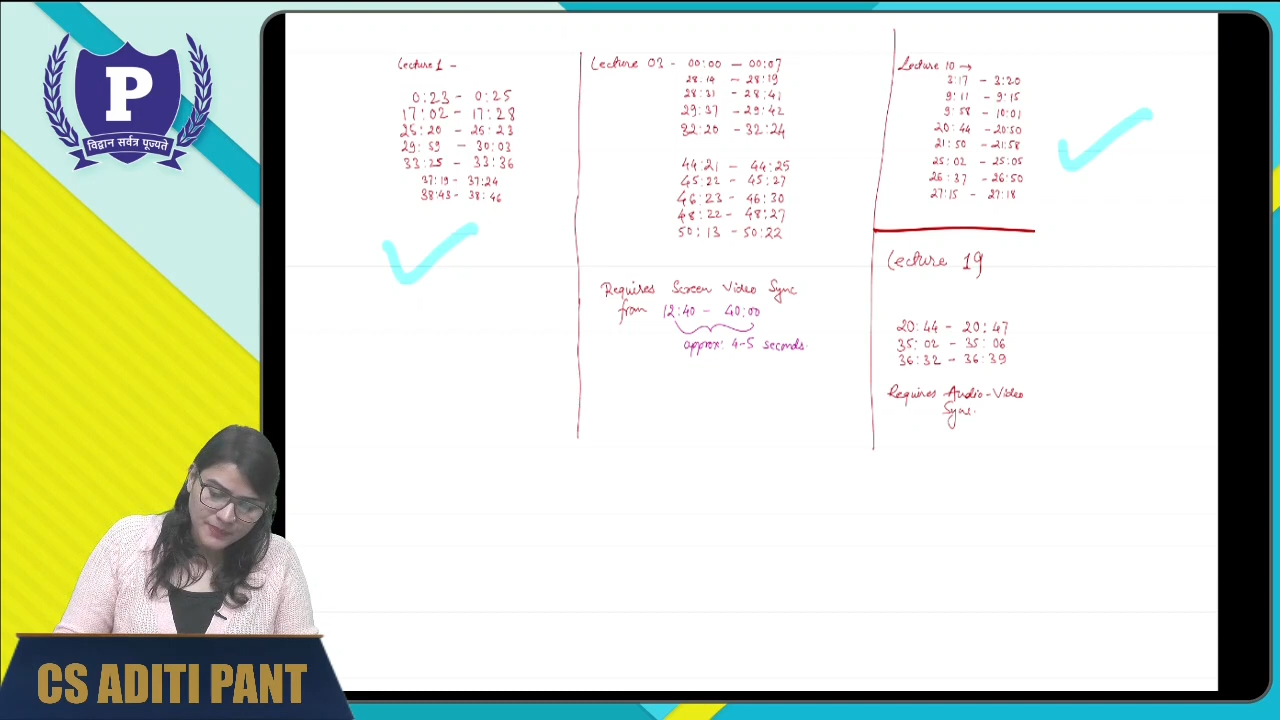 P
विद्वान सर्वत्र पूज्यते
Lecture 1 -
0:23 - 0:25
17:02 - 17:28
25:20 - 26:23
29:59 - 30:03
33:25 - 33:36
37:19 - 37:24
38:43 - 38:46
Lecture 03 - 00:00 - 00:07
28:14 - 28:19
28:31 - 28:41
29:37 - 29:42
32:20 - 32:24
44:21 - 44:25
45:22 - 45:27
46:23 - 46:30
48:22 - 48:27
50:13 - 50:22
Requires Screen Video Sync
from 12:40 - 40:00
approx: 4-5 seconds.
Lecture 10 →
3:17 - 3:20
9:11 - 9:15
9:58 - 10:01
20:44 - 20:50
21:50 - 21:58
25:02 - 25:05
26:37 - 26:50
27:15 - 27:18
Lecture 19
20:44 - 20:47
35:02 - 35:06
36:32 - 36:39
Requires Audio-Video
Sync.
CS ADITI PANT